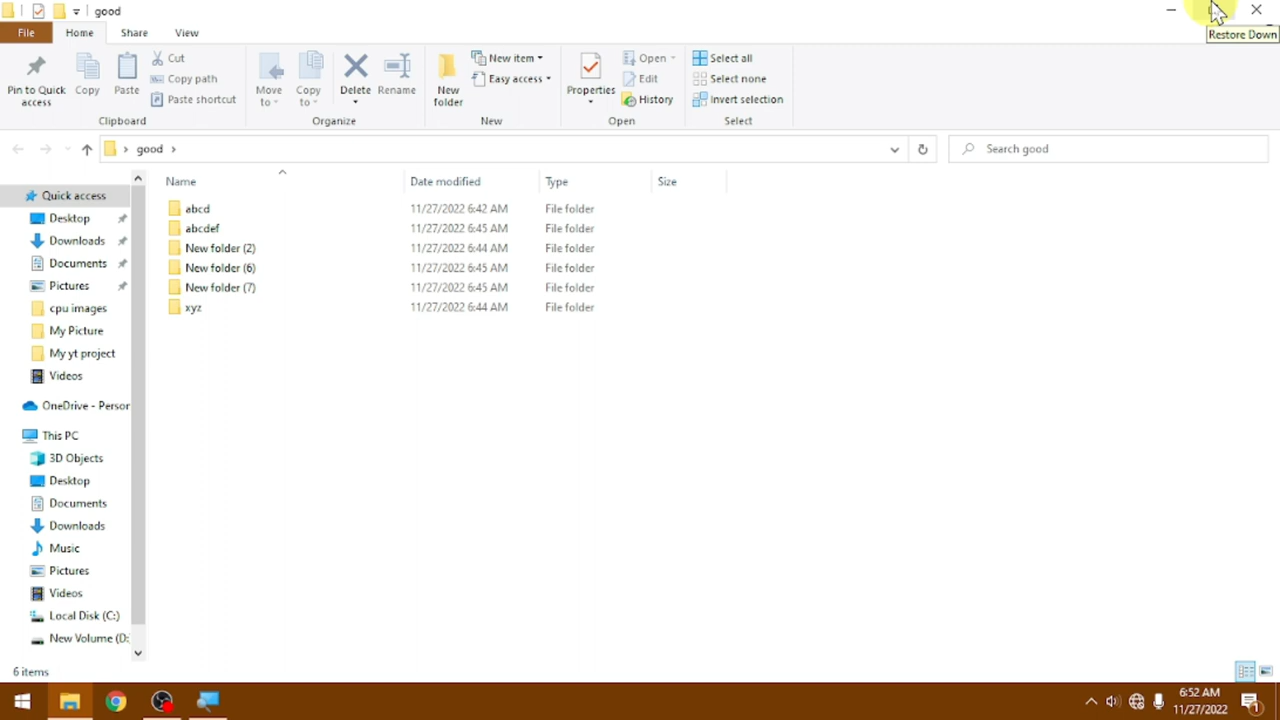 good
Restore Down
File Home Share View
Pin to Quick access
Copy
Paste
Cut
Copy path
Paste shortcut
Clipboard
Move to
Copy to
Delete
Rename
Organize
New folder
New item
Easy access
New
Properties
Open
Edit
History
Open
Select all
Select none
Invert selection
Select
good
Search good
Name Date modified Type Size
abcd 11/27/2022 6:42 AM File folder
abcdef 11/27/2022 6:45 AM File folder
New folder (2) 11/27/2022 6:44 AM File folder
New folder (6) 11/27/2022 6:45 AM File folder
New folder (7) 11/27/2022 6:45 AM File folder
xyz 11/27/2022 6:44 AM File folder
Quick access
Desktop
Downloads
Documents
Pictures
cpu images
My Picture
My yt project
Videos
OneDrive - Person
This PC
3D Objects
Desktop
Documents
Downloads
Music
Pictures
Videos
Local Disk (C:)
New Volume (D:
6 items
6:52 AM
11/27/2022
1